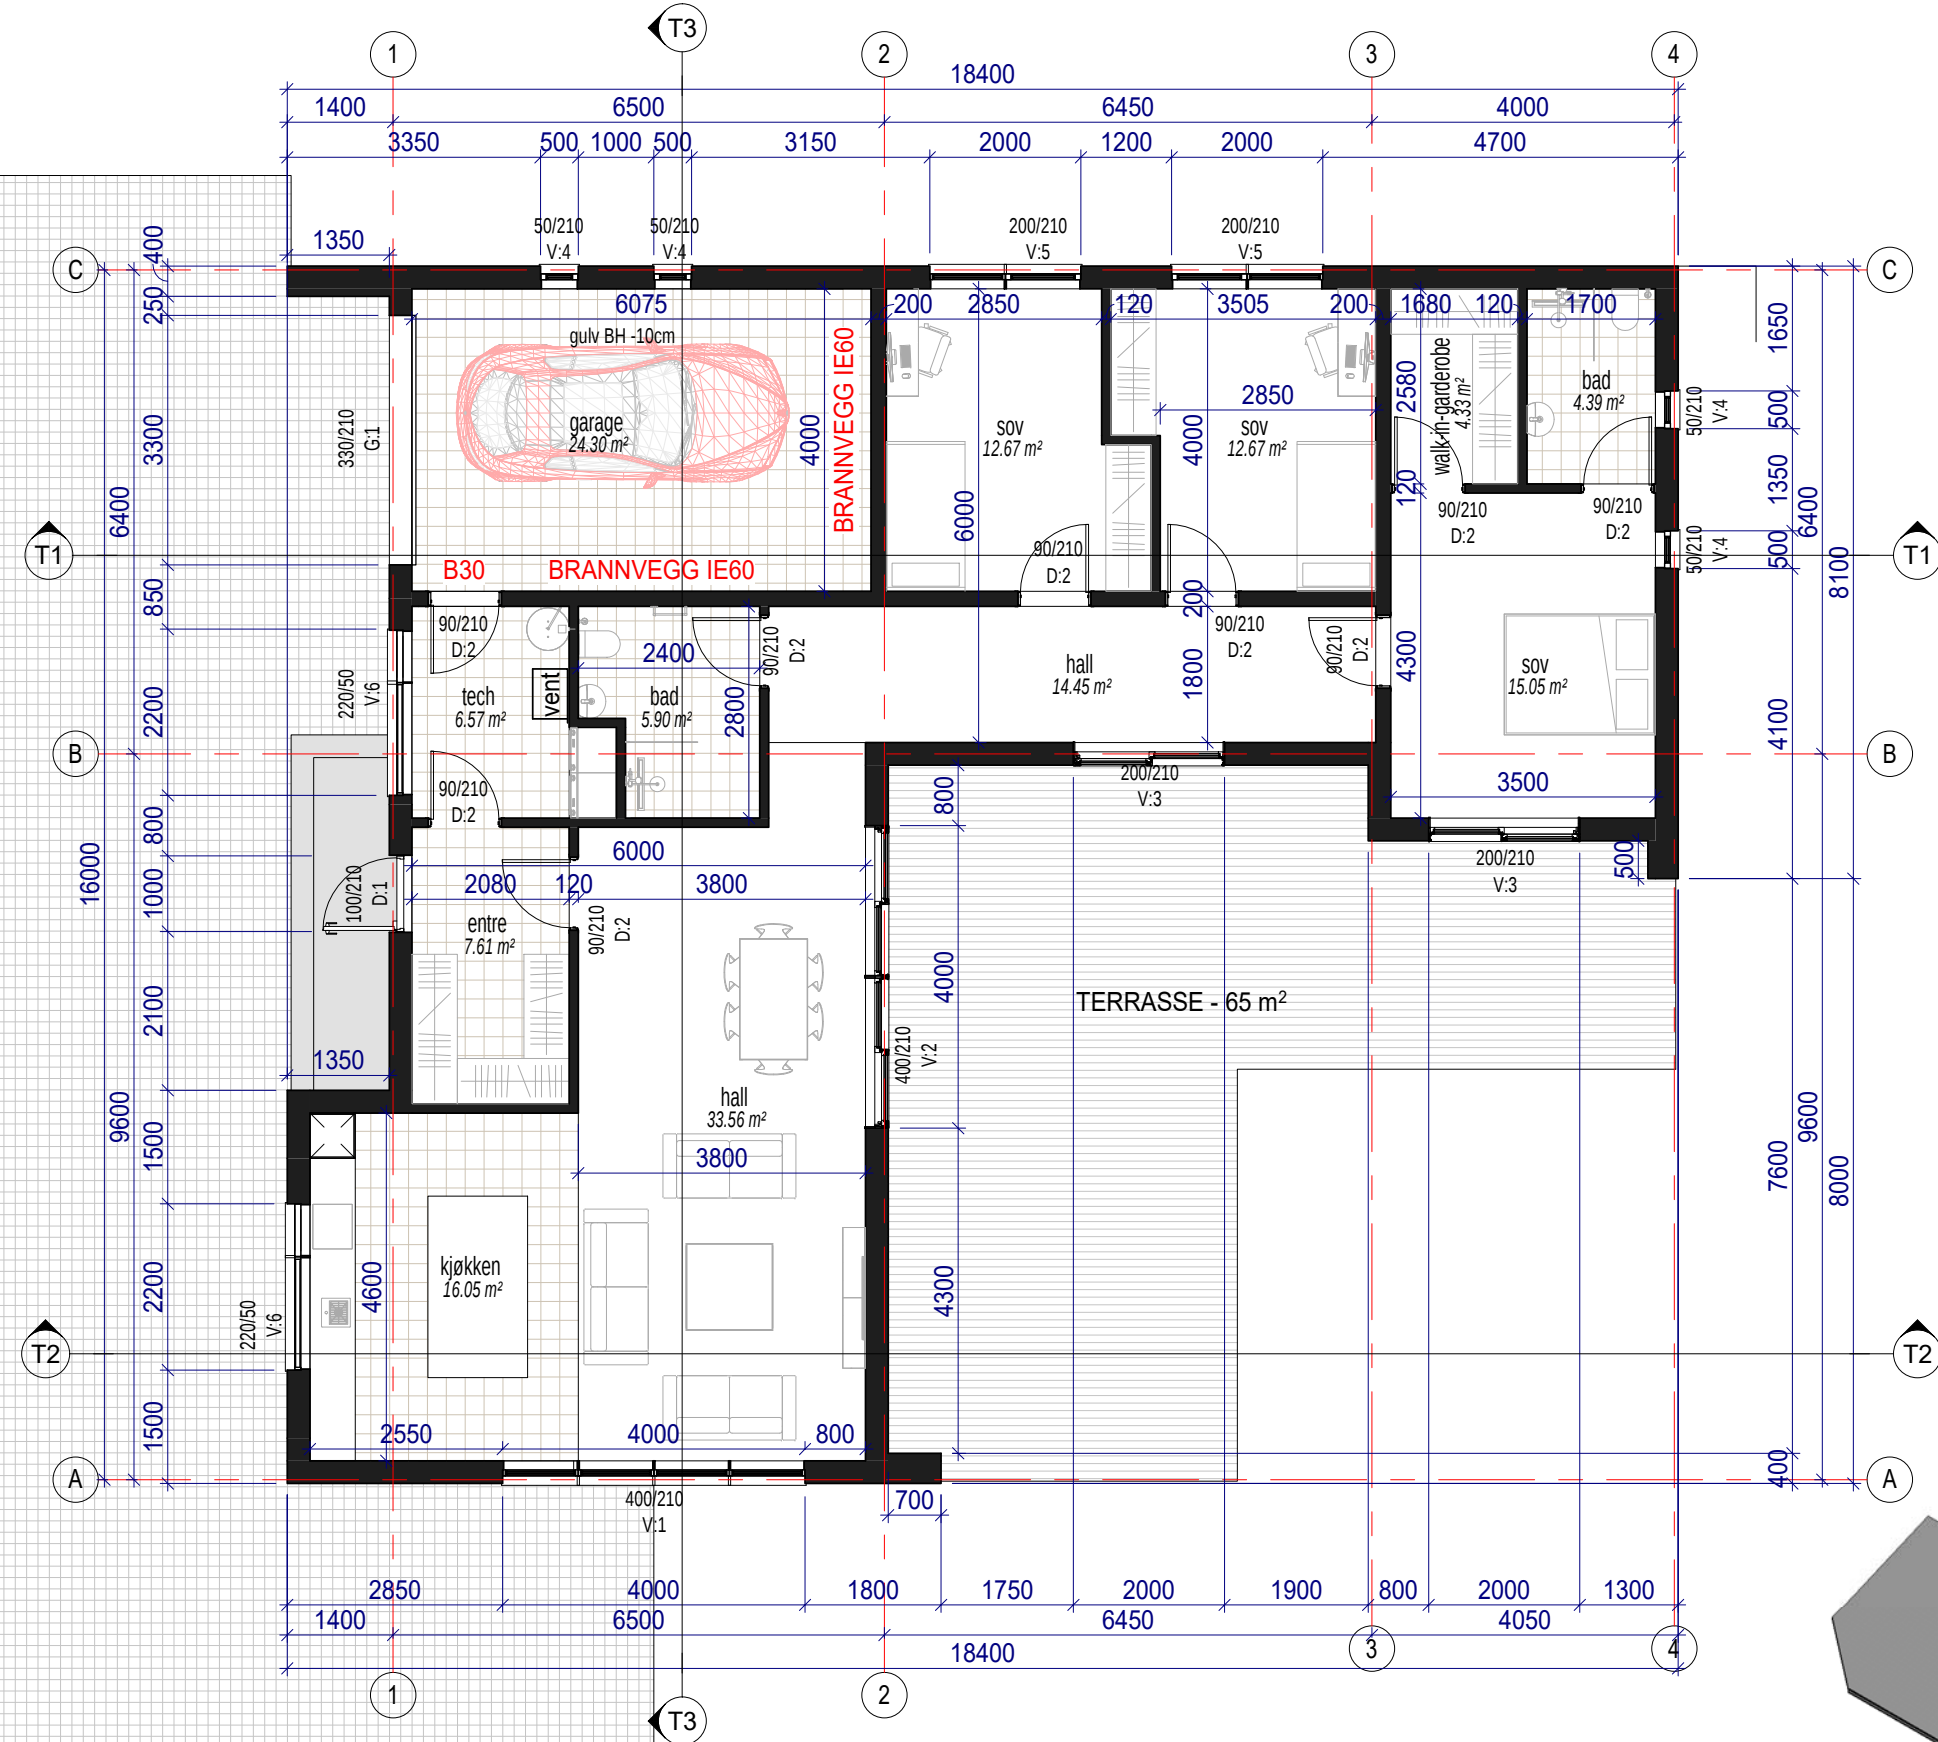 T3
1
2
3
4
18400
1400
6500
6450
4000
3350
500
1000
500
3150
2000
1200
2000
4700
50/210
V:4
50/210
V:4
200/210
V:5
200/210
V:5
1350
400
C
C
250
6075
200
2850
120
3505
200
1680
120
1700
1650
gulv BH -10cm
BRANNVEGG IE60
walk-in-garderobe
4.33 m²
2580
bad
4.39 m²
50/210
V:4
500
2850
330/210
G:1
3300
garage
24.30 m²
4000
sov
12.67 m²
4000
sov
12.67 m²
1350
6400
6400
6000
120
90/210
D:2
90/210
D:2
T1
T1
90/210
D:2
50/210
V:4
500
8100
B30
BRANNVEGG IE60
850
200
90/210
D:2
2400
90/210
D:2
90/210
D:2
90/210
D:2
4300
220/50
V:6
2200
tech
6.57 m²
vent
bad
5.90 m²
2800
hall
14.45 m²
1800
sov
15.05 m²
4100
B
B
90/210
D:2
200/210
V:3
3500
800
800
16000
6000
200/210
V:3
500
1000
100/210
D:1
2080
120
3800
entre
7.61 m²
90/210
D:2
4000
2100
TERRASSE - 65 m²
400/210
V:2
1350
hall
33.56 m²
9600
1500
3800
9600
7600
8000
2200
220/50
V:6
kjøkken
16.05 m²
4600
4300
T2
T2
1500
2550
4000
800
400
A
A
400/210
V:1
700
2850
4000
1800
1750
2000
1900
800
2000
1300
1400
6500
6450
4050
18400
3
4
1
2
T3